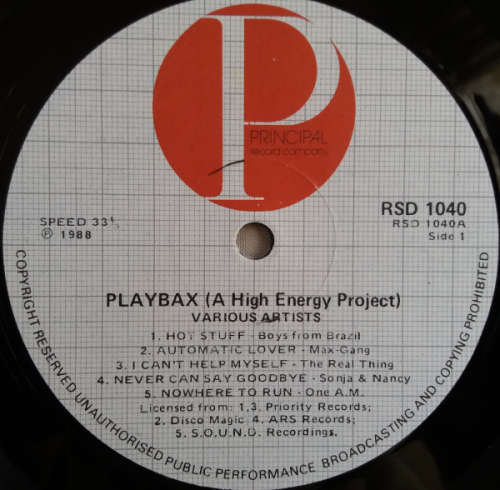 P
PRINCIPAL
record company
SPEED 33⅓
℗ 1988
RSD 1040
RSD 1040A
Side 1
PLAYBAX (A High Energy Project)
VARIOUS ARTISTS
1. HOT STUFF - Boys from Brazil
2. AUTOMATIC LOVER - Max-Gang
3. I CAN'T HELP MYSELF - The Real Thing
4. NEVER CAN SAY GOODBYE - Sonja & Nancy
5. NOWHERE TO RUN - One A.M.
Licensed from: 1,3. Priority Records;
2. Disco Magic 4. ARS Records;
5. S.O.U.N.D. Recordings.
COPYRIGHT RESERVED UNAUTHORISED PUBLIC PERFORMANCE BROADCASTING AND COPYING PROHIBITED